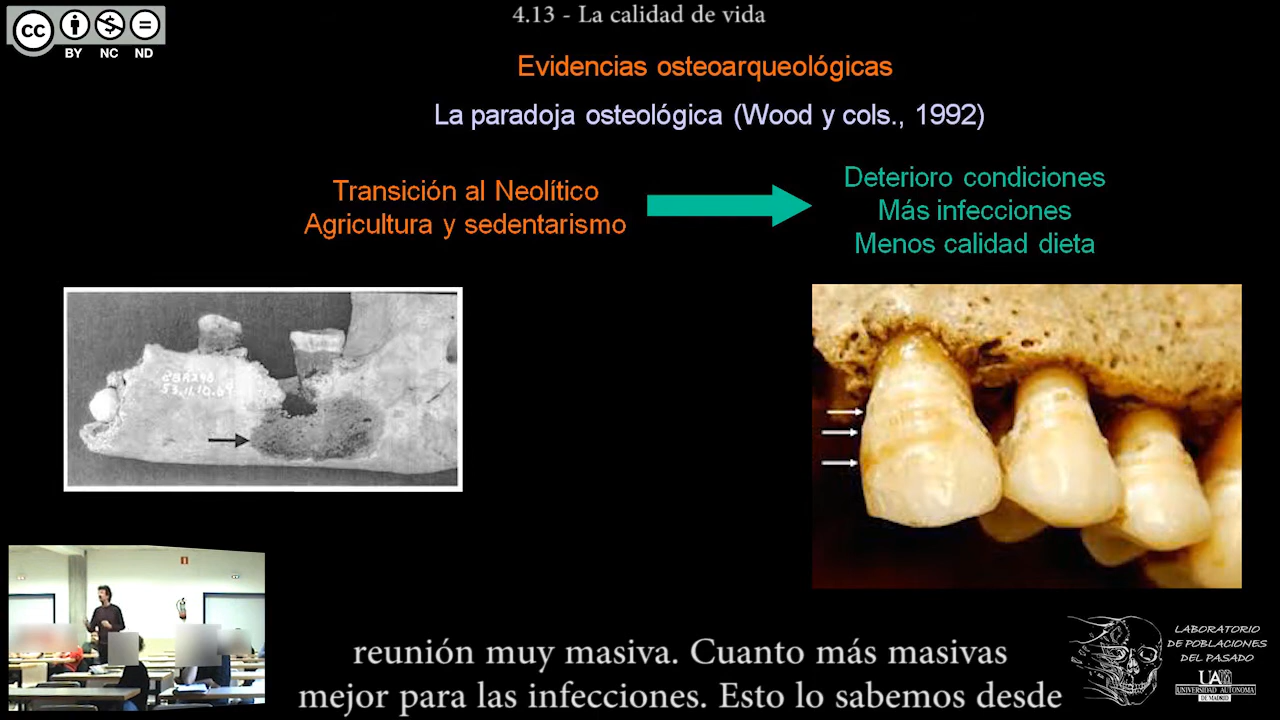 4.13 - La calidad de vida
cc
BY NC ND
Evidencias osteoarqueológicas
La paradoja osteológica (Wood y cols., 1992)
Transición al Neolítico
Agricultura y sedentarismo
Deterioro condiciones
Más infecciones
Menos calidad dieta
reunión muy masiva. Cuanto más masivas
mejor para las infecciones. Esto lo sabemos desde
LABORATORIO
DE POBLACIONES
DEL PASADO
UAM
UNIVERSIDAD AUTONOMA
DE MADRID